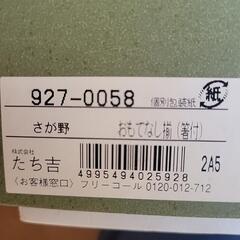 927-0058 個別包装紙 紙
さが野 おもてなし揃(箸付)
株式会社
たち吉 4995494025928 2A5
〈お客様窓口〉フリーコール 0120-012-712